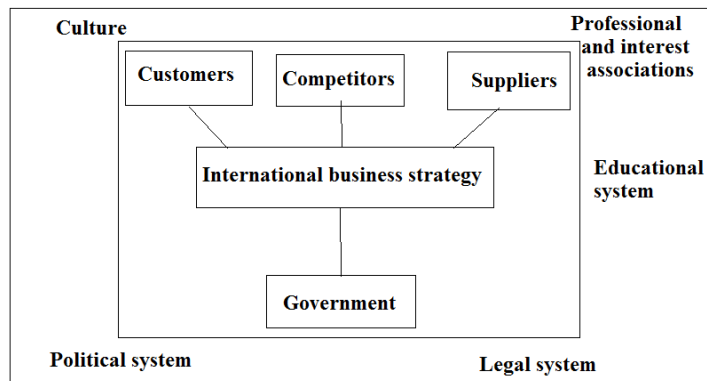 Culture
Professional
and interest
associations
Customers
Competitors
Suppliers
International business strategy
Educational
system
Government
Political system
Legal system